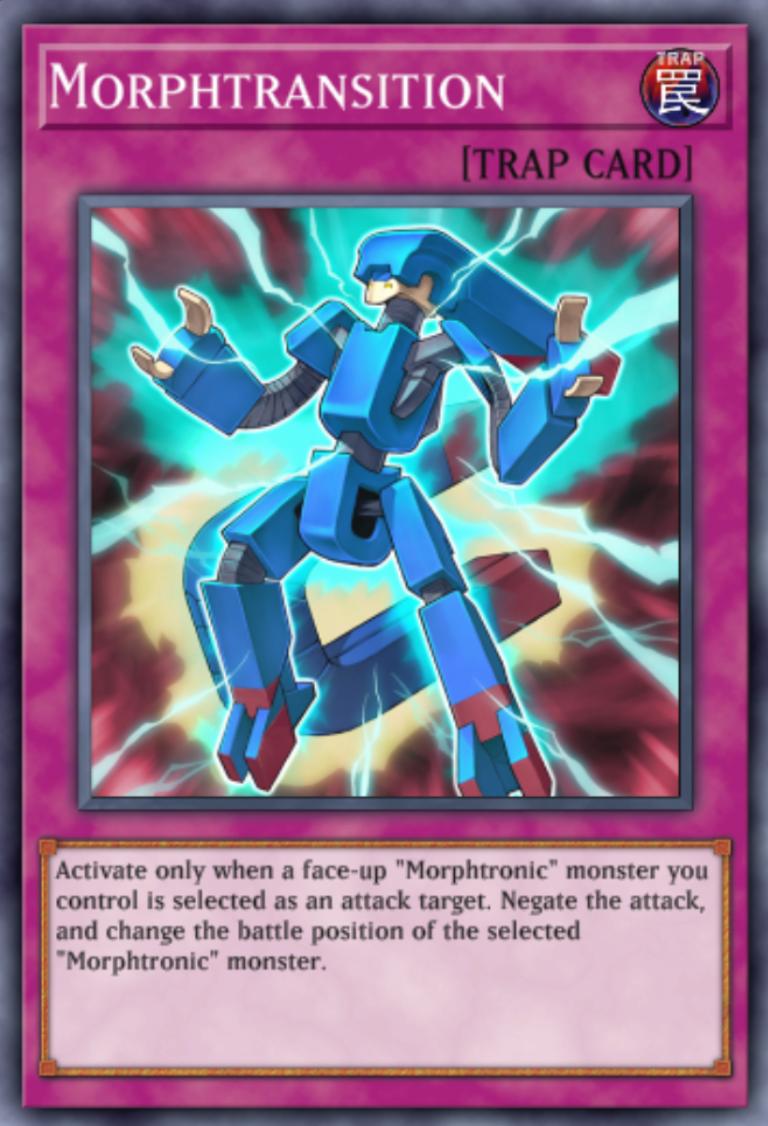 MORPHTRANSITION
TRAP
罠
[TRAP CARD]
Activate only when a face-up "Morphtronic" monster you
control is selected as an attack target. Negate the attack,
and change the battle position of the selected
"Morphtronic" monster.